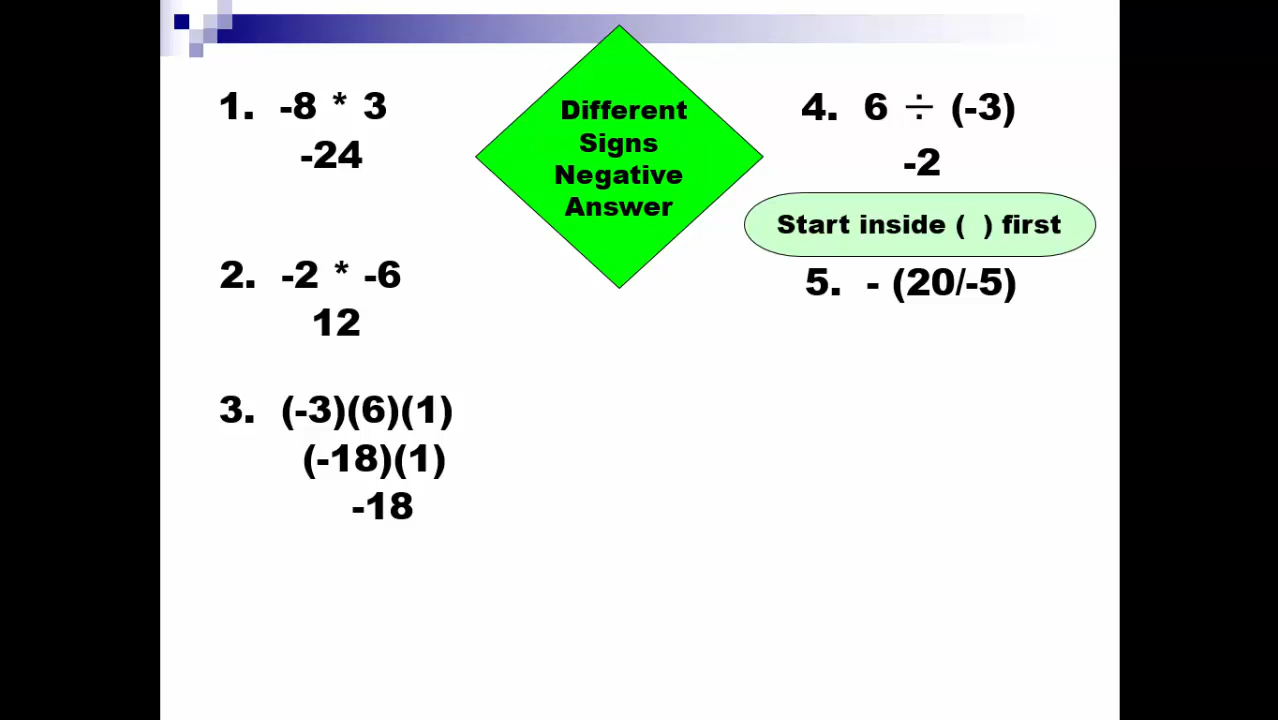 1. -8 * 3
-24
2. -2 * -6
12
3. (-3)(6)(1)
(-18)(1)
-18
Different
Signs
Negative
Answer
4. 6 ÷ (-3)
-2
Start inside ( ) first
5. - (20/-5)